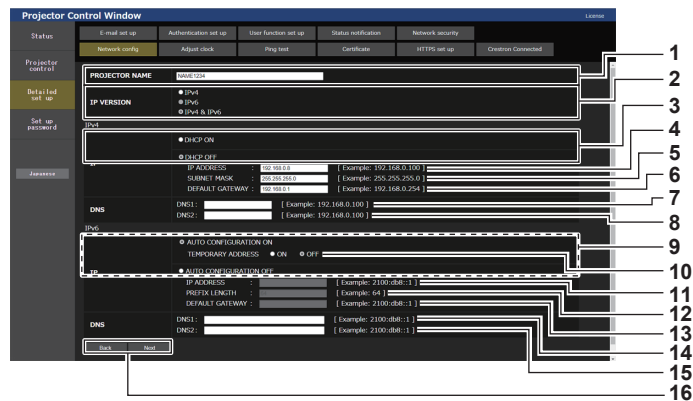 Projector Control Window
License
Status
E-mail set up
Authentication set up
User function set up
Status notification
Network security
Network config
Adjust clock
Ping test
Certificate
HTTPS set up
Crestron Connected
Projector
control
Detailed
set up
Set up
password
Japanese
PROJECTOR NAME
NAME1234
IP VERSION
IPv4
IPv6
IPv4 & IPv6
IPv4
DHCP ON
IP
DHCP OFF
IP ADDRESS : 192.168.0.8 [ Example: 192.168.0.100 ]
SUBNET MASK : 255.255.255.0 [ Example: 255.255.255.0 ]
DEFAULT GATEWAY : 192.168.0.1 [ Example: 192.168.0.254 ]
DNS
DNS1: [ Example: 192.168.0.100 ]
DNS2: [ Example: 192.168.0.100 ]
IPv6
AUTO CONFIGURATION ON
TEMPORARY ADDRESS ON OFF
IP
AUTO CONFIGURATION OFF
IP ADDRESS : [ Example: 2100:db8::1 ]
PREFIX LENGTH : [ Example: 64 ]
DEFAULT GATEWAY : [ Example: 2100:db8::1 ]
DNS
DNS1: [ Example: 2100:db8::1 ]
DNS2: [ Example: 2100:db8::1 ]
Back Next
1
2
3
4
5
6
7
8
9
10
11
12
13
14
15
16